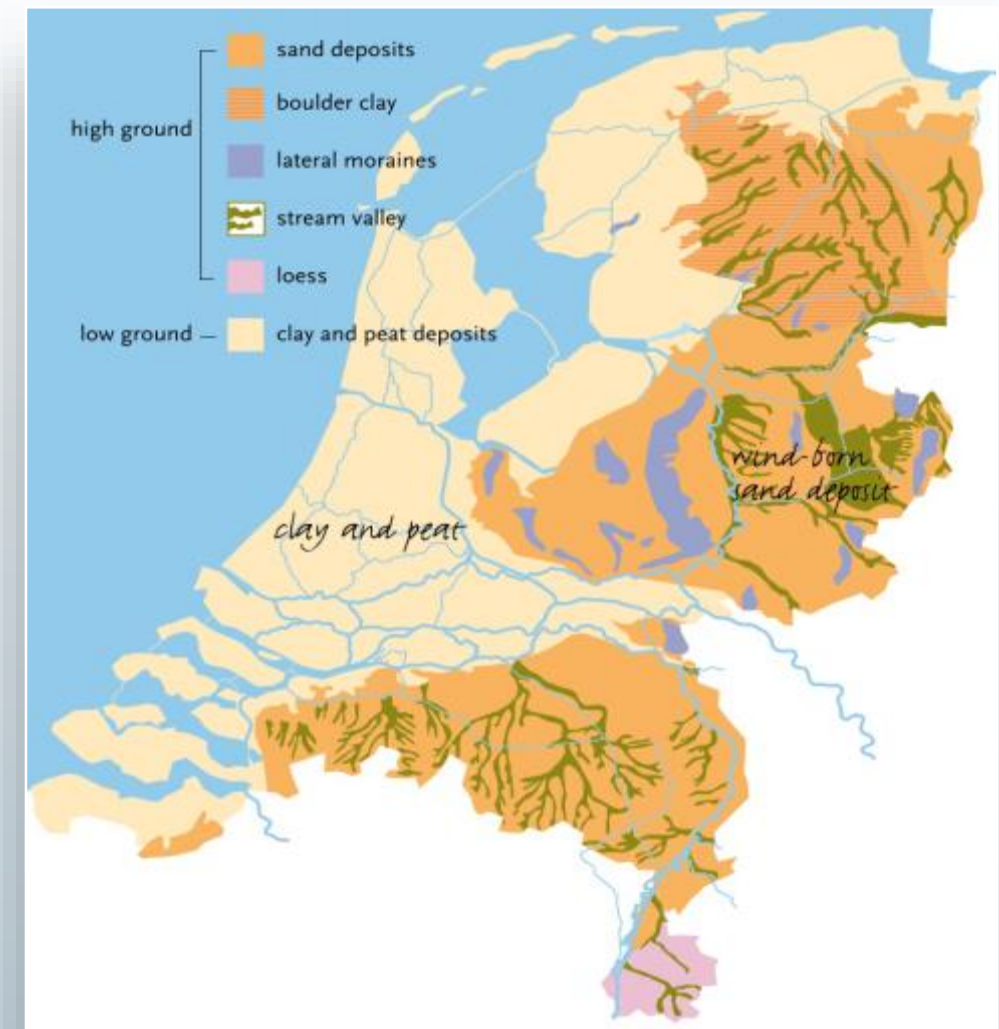 sand deposits
boulder clay
high ground
lateral moraines
stream valley
loess
low ground
clay and peat deposits
wind-born
sand deposit
clay and peat